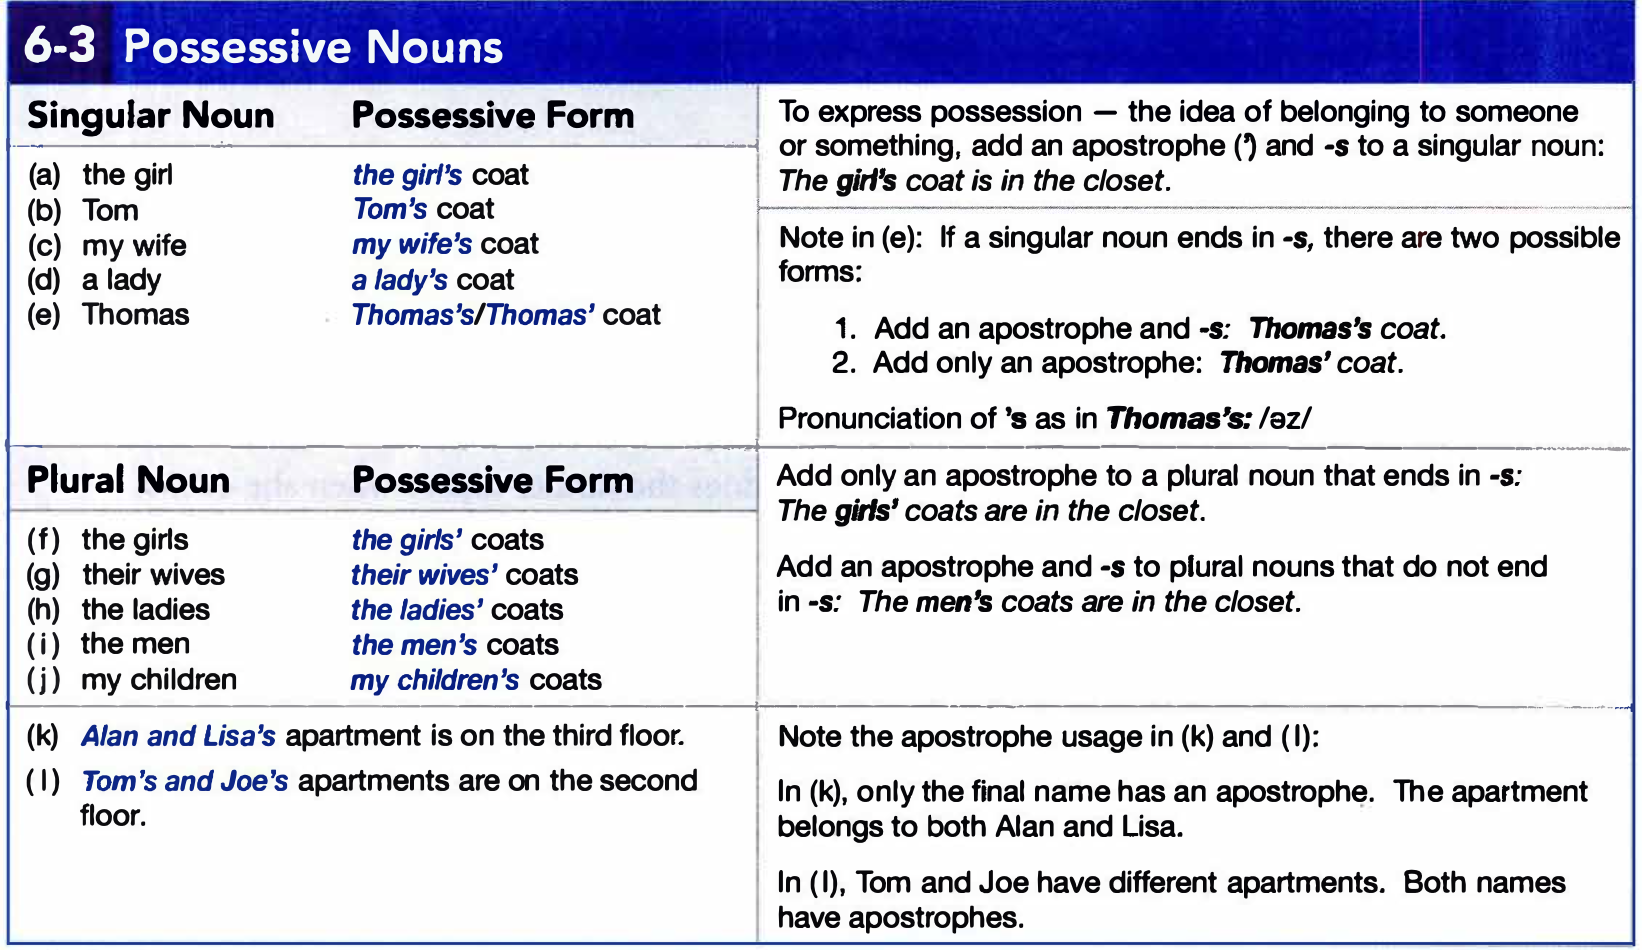 6-3 Possessive Nouns
Singular Noun Possessive Form
(a) the girl the girl's coat
(b) Tom Tom's coat
(c) my wife my wife's coat
(d) a lady a lady's coat
(e) Thomas Thomas's/Thomas' coat
To express possession — the idea of belonging to someone
or something, add an apostrophe (') and -s to a singular noun:
The girl's coat is in the closet.
Note in (e): If a singular noun ends in -s, there are two possible
forms:
1. Add an apostrophe and -s: Thomas's coat.
2. Add only an apostrophe: Thomas' coat.
Pronunciation of 's as in Thomas's: /əz/
Plural Noun Possessive Form
(f) the girls the girls' coats
(g) their wives their wives' coats
(h) the ladies the ladies' coats
(i) the men the men's coats
(j) my children my children's coats
Add only an apostrophe to a plural noun that ends in -s:
The girls' coats are in the closet.
Add an apostrophe and -s to plural nouns that do not end
in -s: The men's coats are in the closet.
(k) Alan and Lisa's apartment is on the third floor.
(l) Tom's and Joe's apartments are on the second
floor.
Note the apostrophe usage in (k) and (l):
In (k), only the final name has an apostrophe. The apartment
belongs to both Alan and Lisa.
In (l), Tom and Joe have different apartments. Both names
have apostrophes.